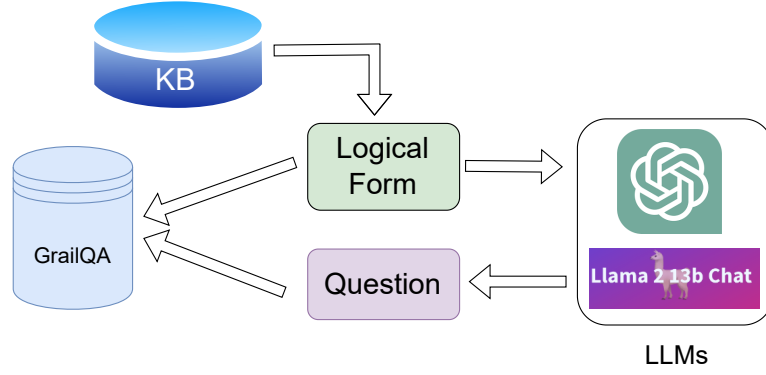 KB
Logical
Form
GrailQA
Question
Llama 2 13b Chat
LLMs